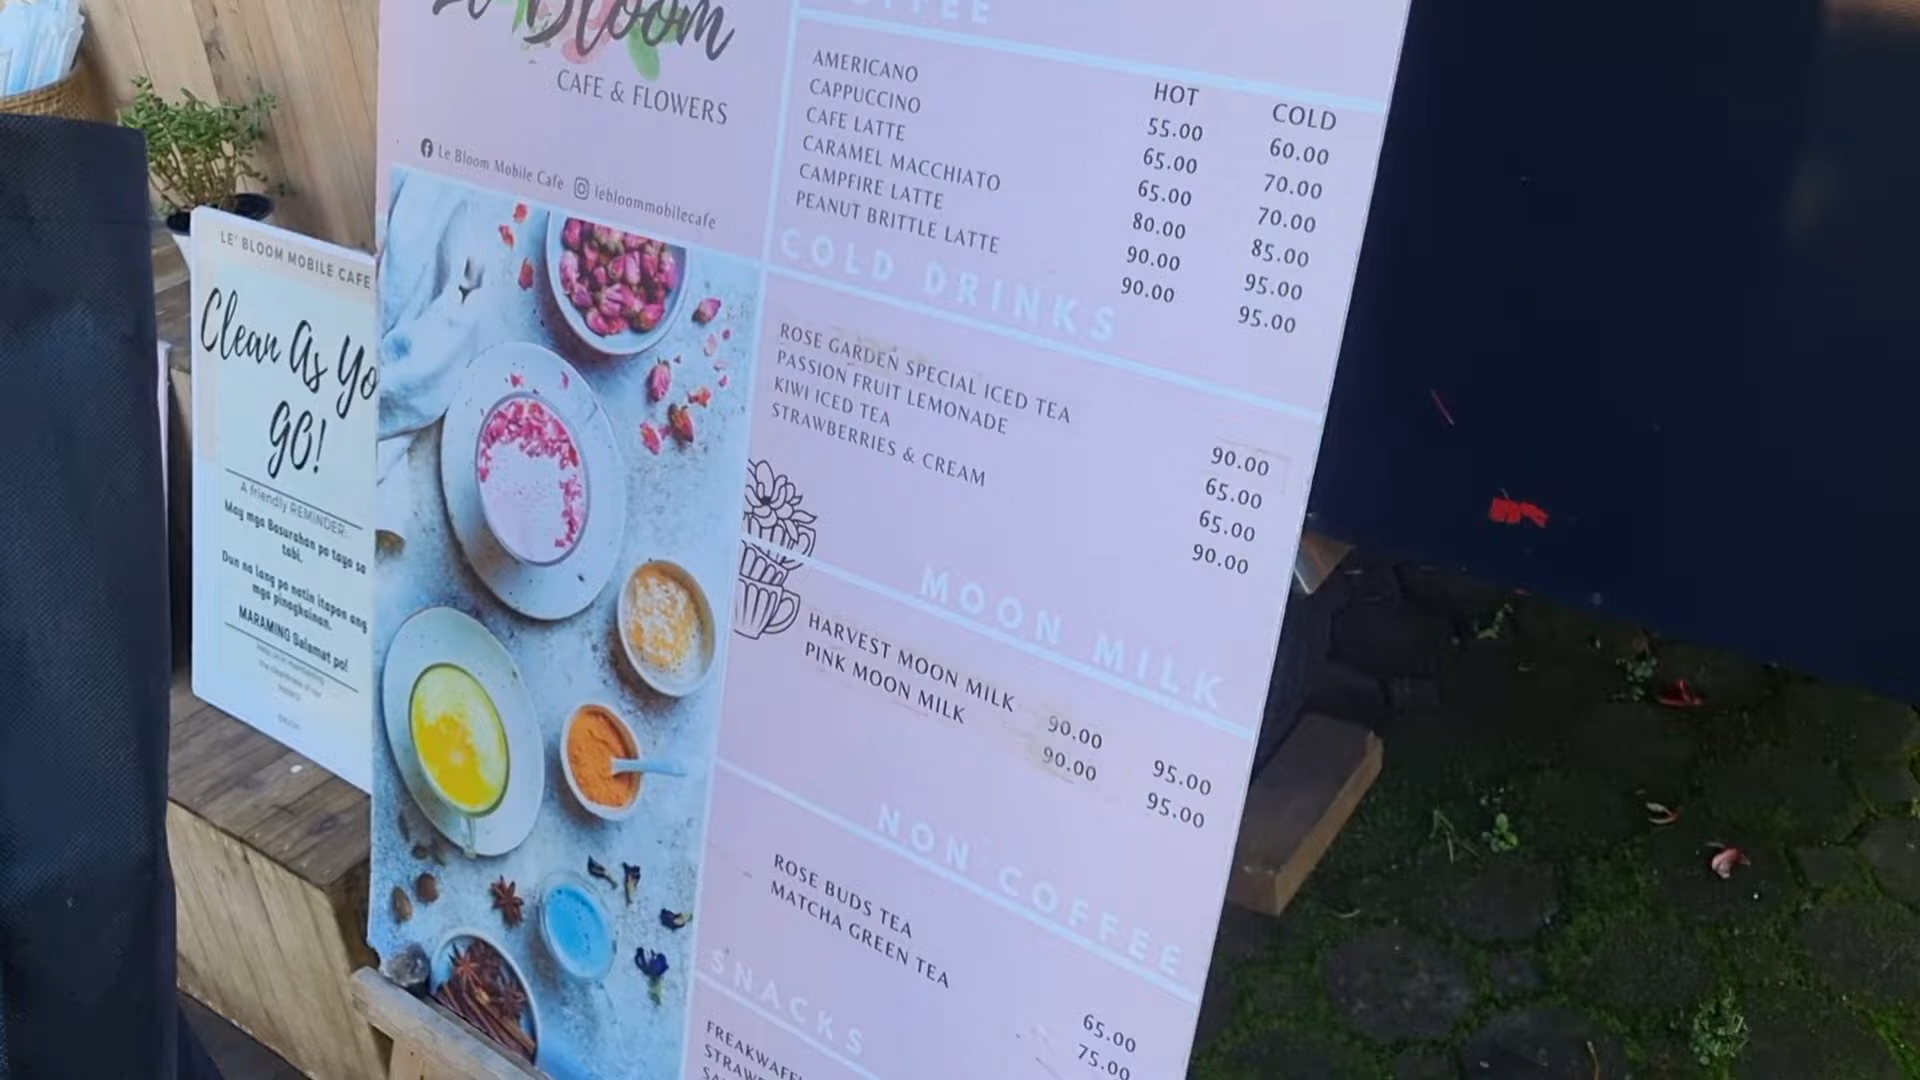 Le' Bloom
CAFE & FLOWERS
Le Bloom Mobile Cafe lebloommobilecafe
LE' BLOOM MOBILE CAFE
Clean As Yo
GO!
A friendly REMINDER:
May mga Basurahan po tayo sa
tabi.
Dun na lang po natin itapon ang
mga pinagkainan.
MARAMING Salamat po!
HOT COLD
AMERICANO 55.00 60.00
CAPPUCCINO 65.00 70.00
CAFE LATTE 65.00 70.00
CARAMEL MACCHIATO 80.00 85.00
CAMPFIRE LATTE 90.00 95.00
PEANUT BRITTLE LATTE 90.00 95.00
COLD DRINKS
ROSE GARDEN SPECIAL ICED TEA 90.00
PASSION FRUIT LEMONADE 65.00
KIWI ICED TEA 65.00
STRAWBERRIES & CREAM 90.00
MOON MILK
HARVEST MOON MILK 90.00 95.00
PINK MOON MILK 90.00 95.00
NON COFFEE
ROSE BUDS TEA 65.00
MATCHA GREEN TEA 75.00
SNACKS